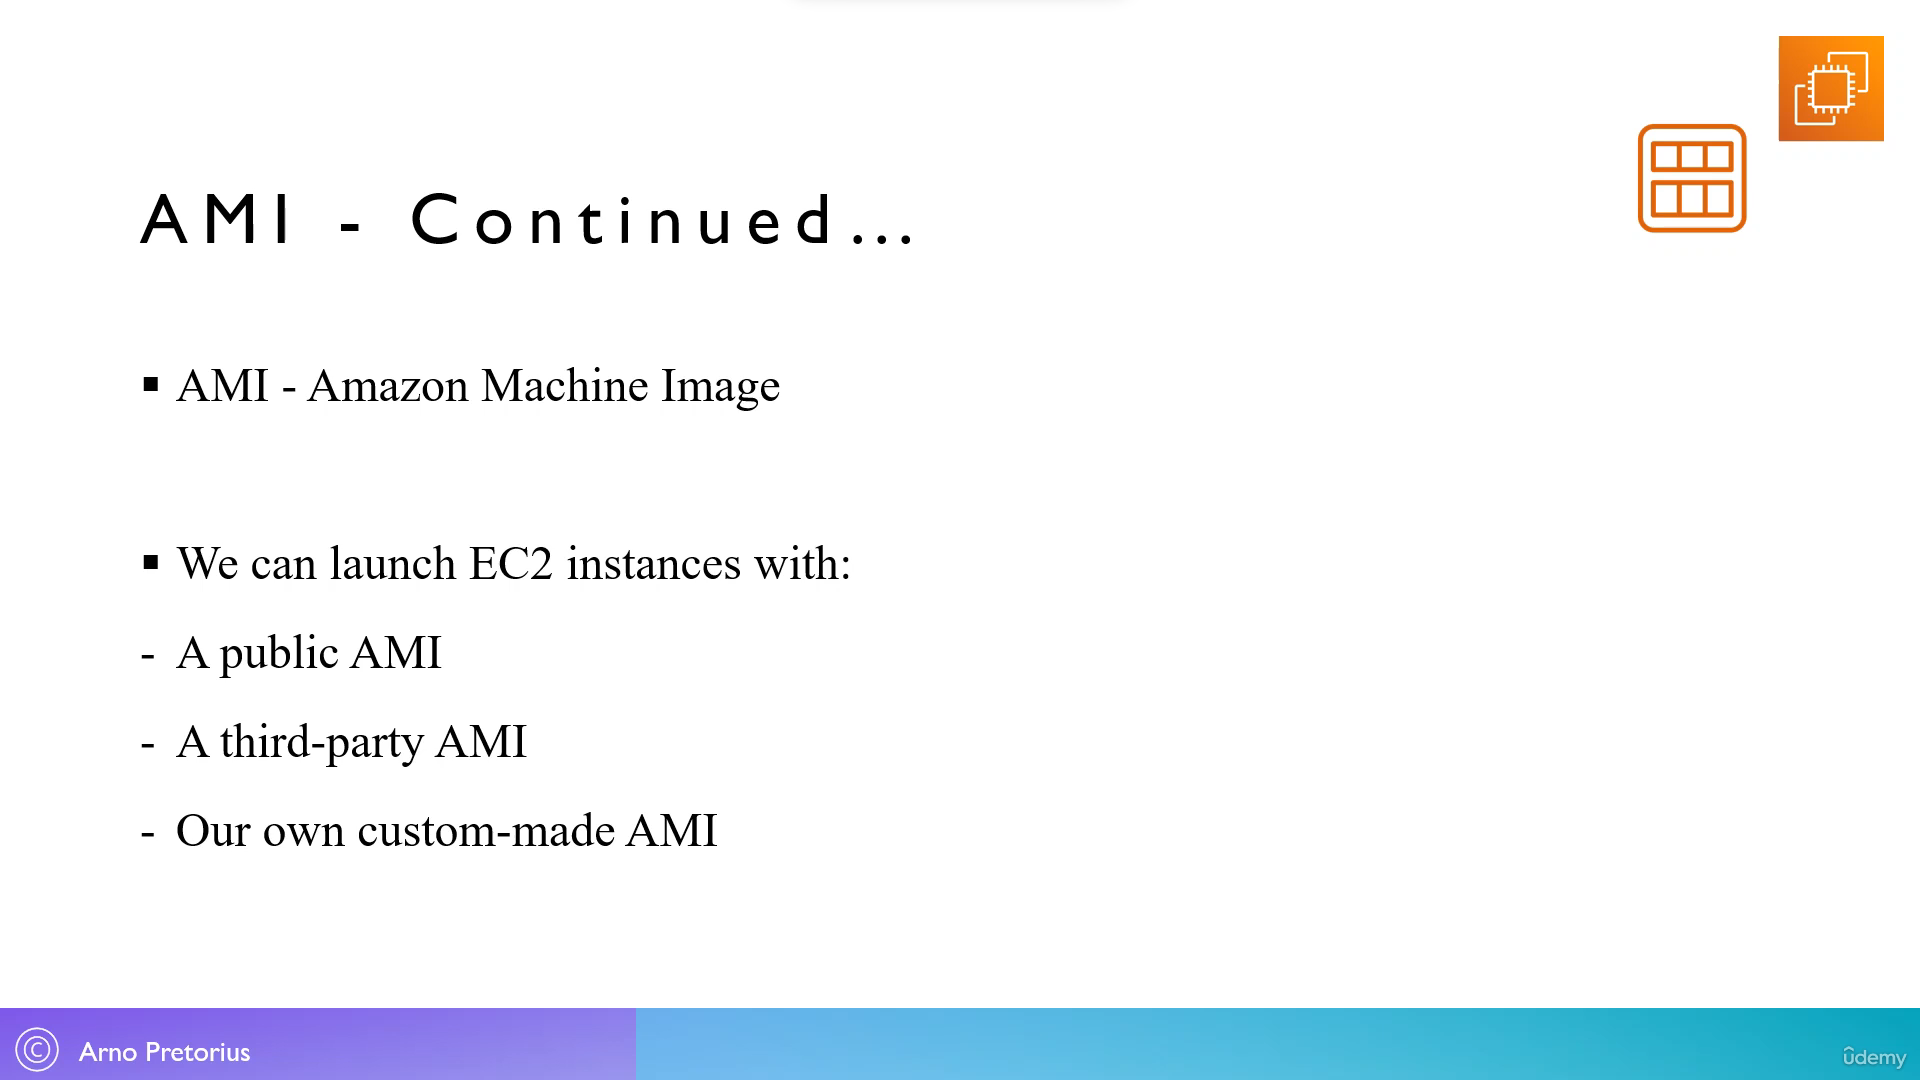 AMI - Continued...
▪ AMI - Amazon Machine Image
▪ We can launch EC2 instances with:
- A public AMI
- A third-party AMI
- Our own custom-made AMI
© Arno Pretorius
ûdemy